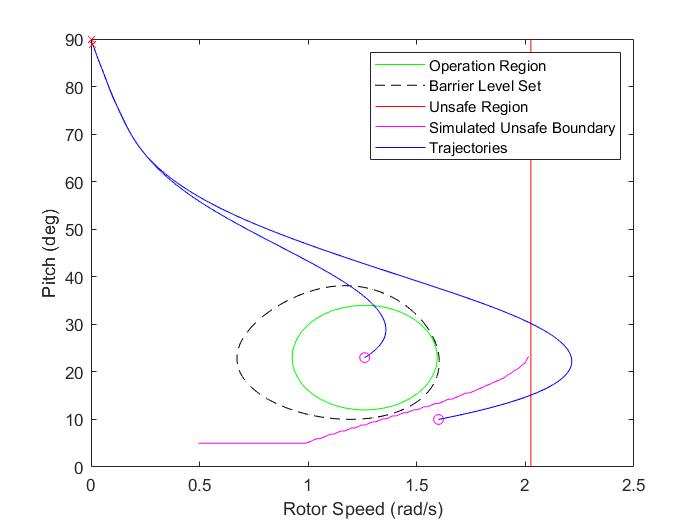 90
80
70
60
50
40
30
20
10
0
Pitch (deg)
Operation Region
Barrier Level Set
Unsafe Region
Simulated Unsafe Boundary
Trajectories
0
0.5
1
1.5
2
2.5
Rotor Speed (rad/s)